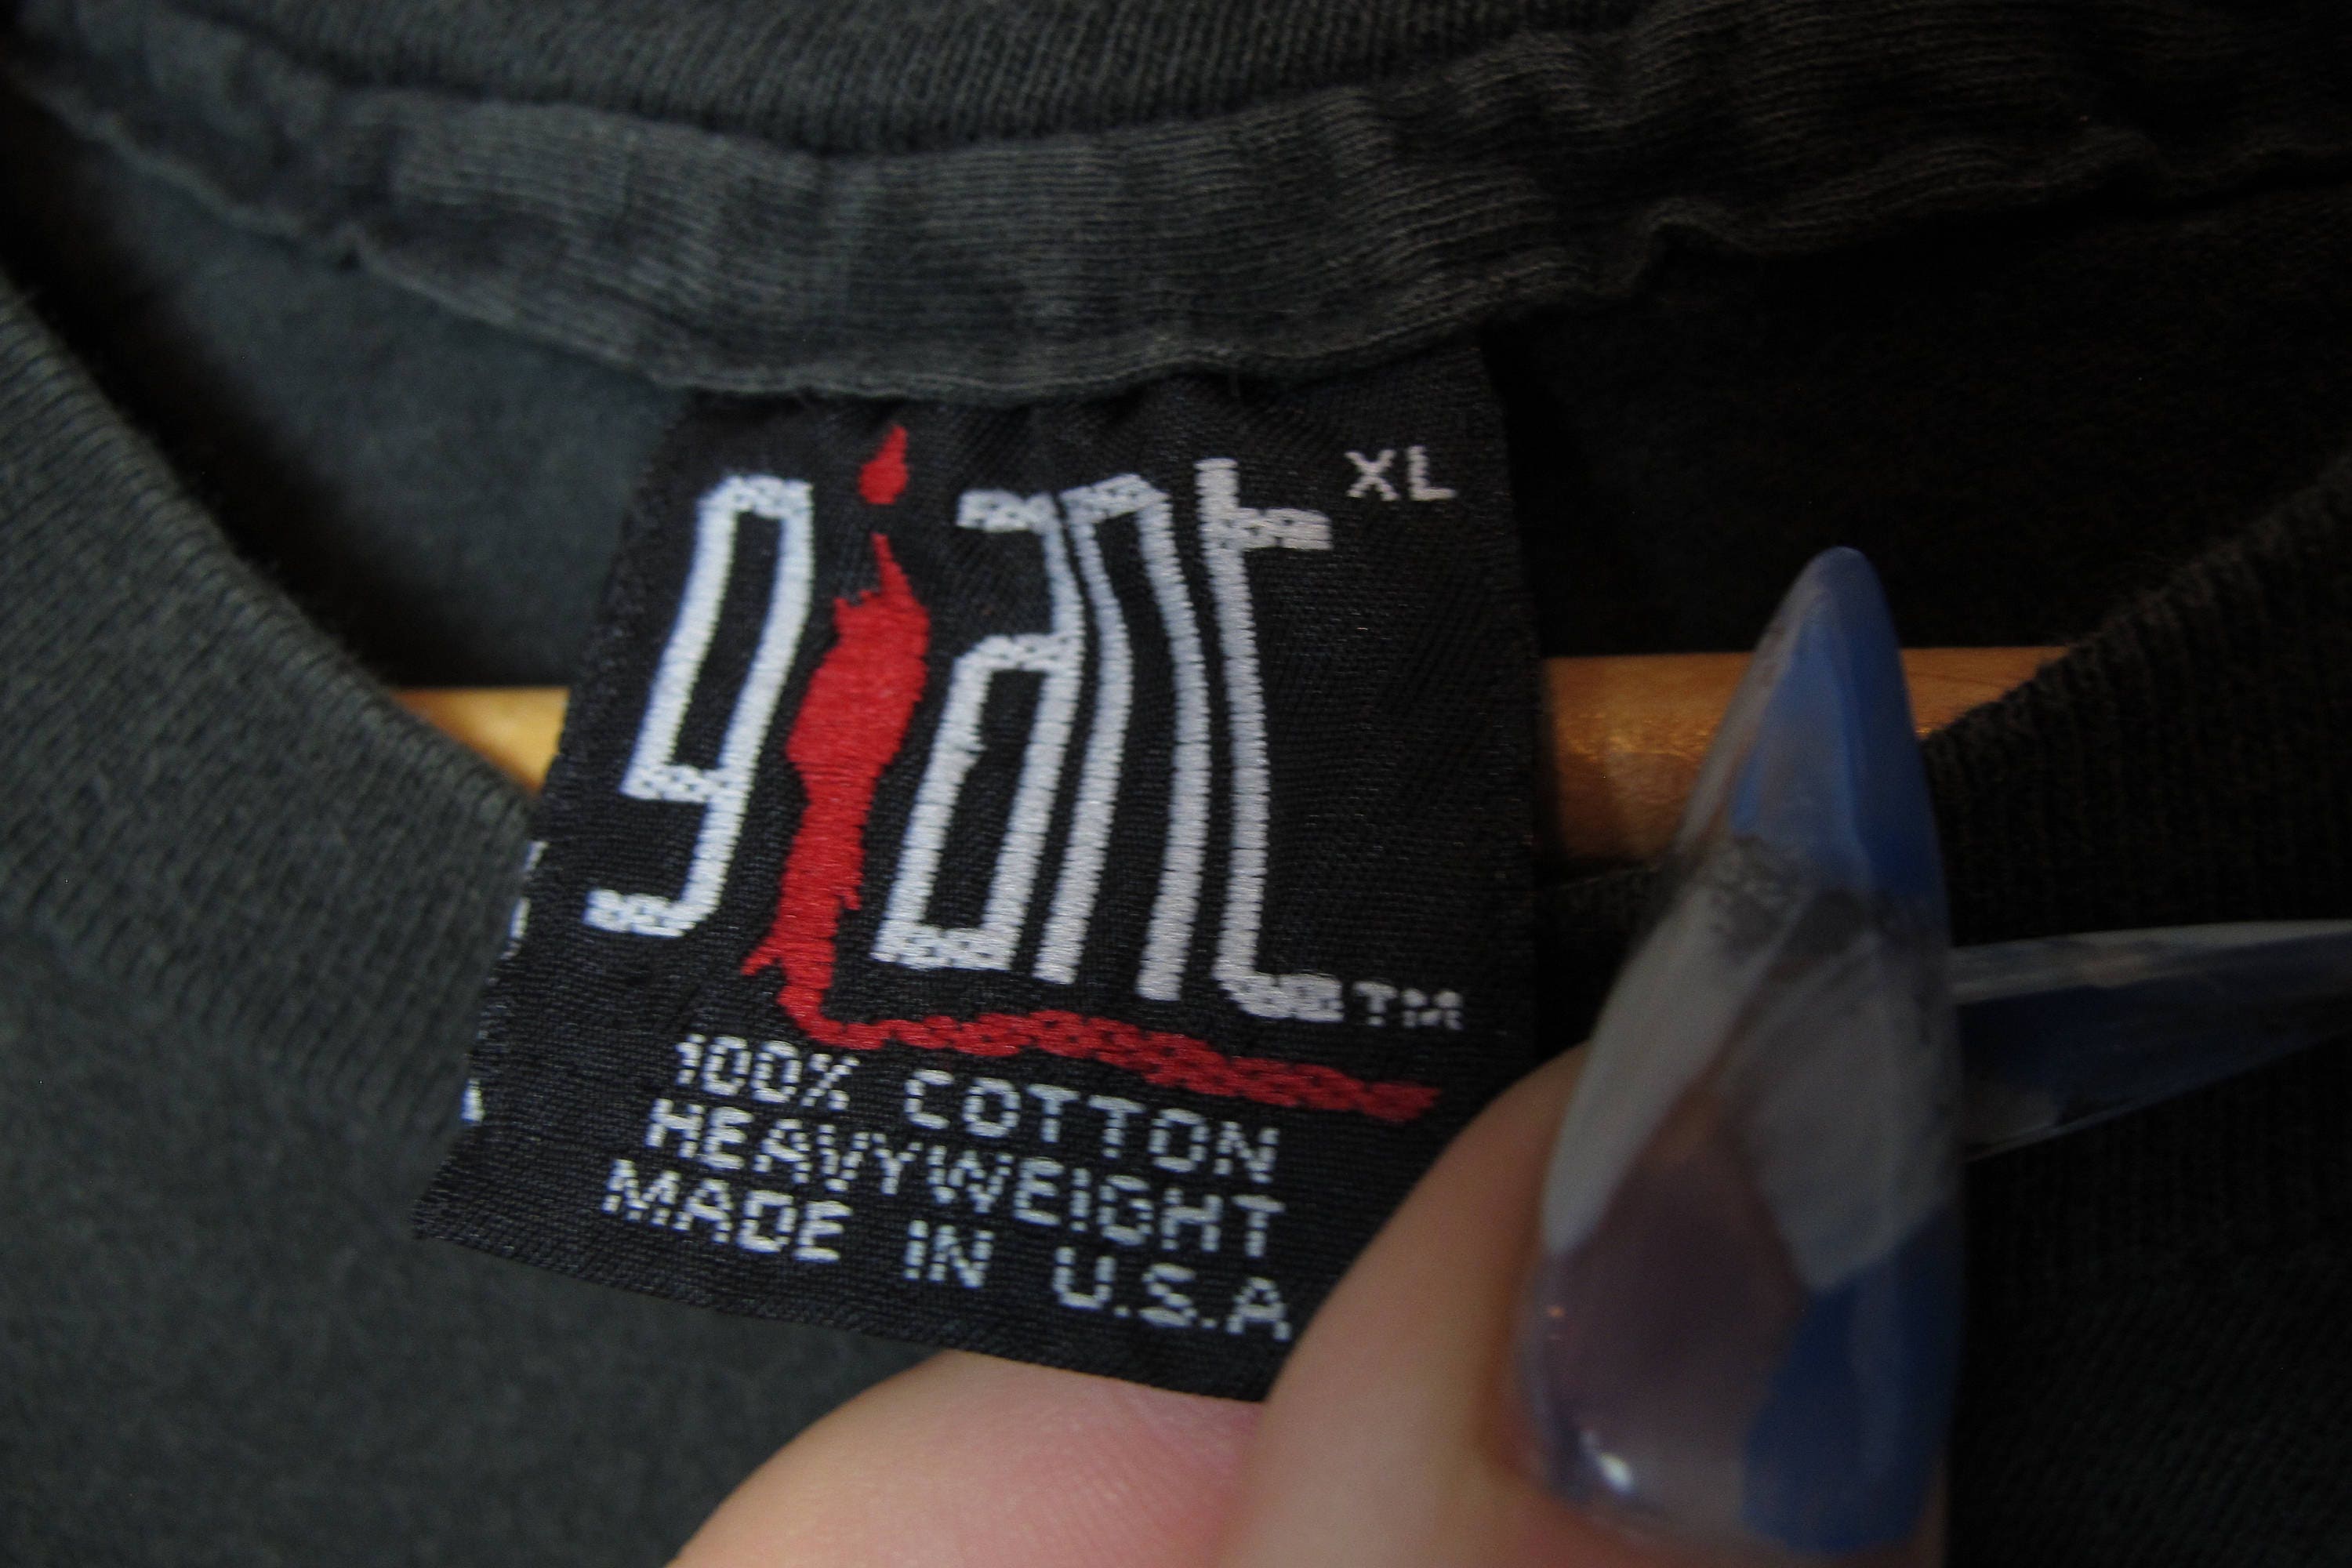 giant XL
TM
100% COTTON
HEAVYWEIGHT
MADE IN U.S.A